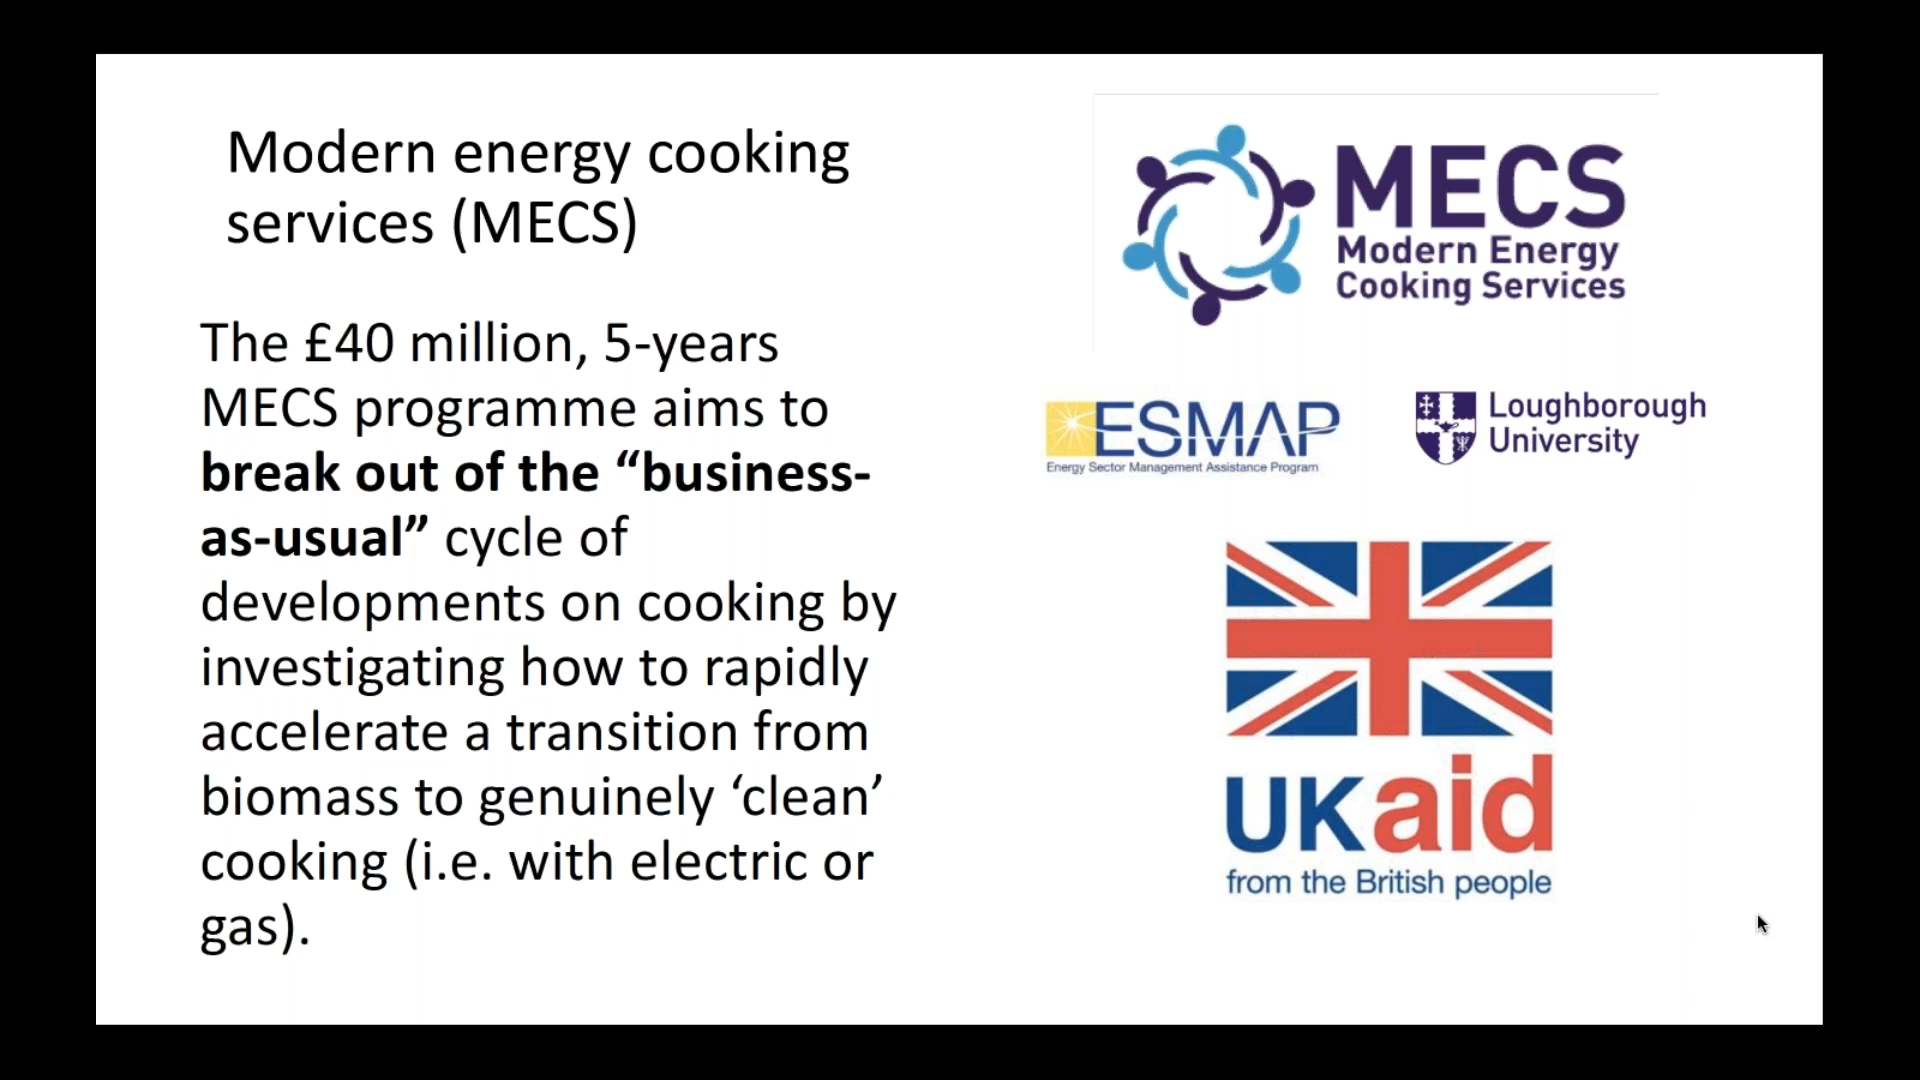 Modern energy cooking
services (MECS)
The £40 million, 5-years
MECS programme aims to
break out of the “business-
as-usual” cycle of
developments on cooking by
investigating how to rapidly
accelerate a transition from
biomass to genuinely ‘clean’
cooking (i.e. with electric or
gas).
MECS
Modern Energy
Cooking Services
ESMAP
Energy Sector Management Assistance Program
Loughborough
University
UKaid
from the British people